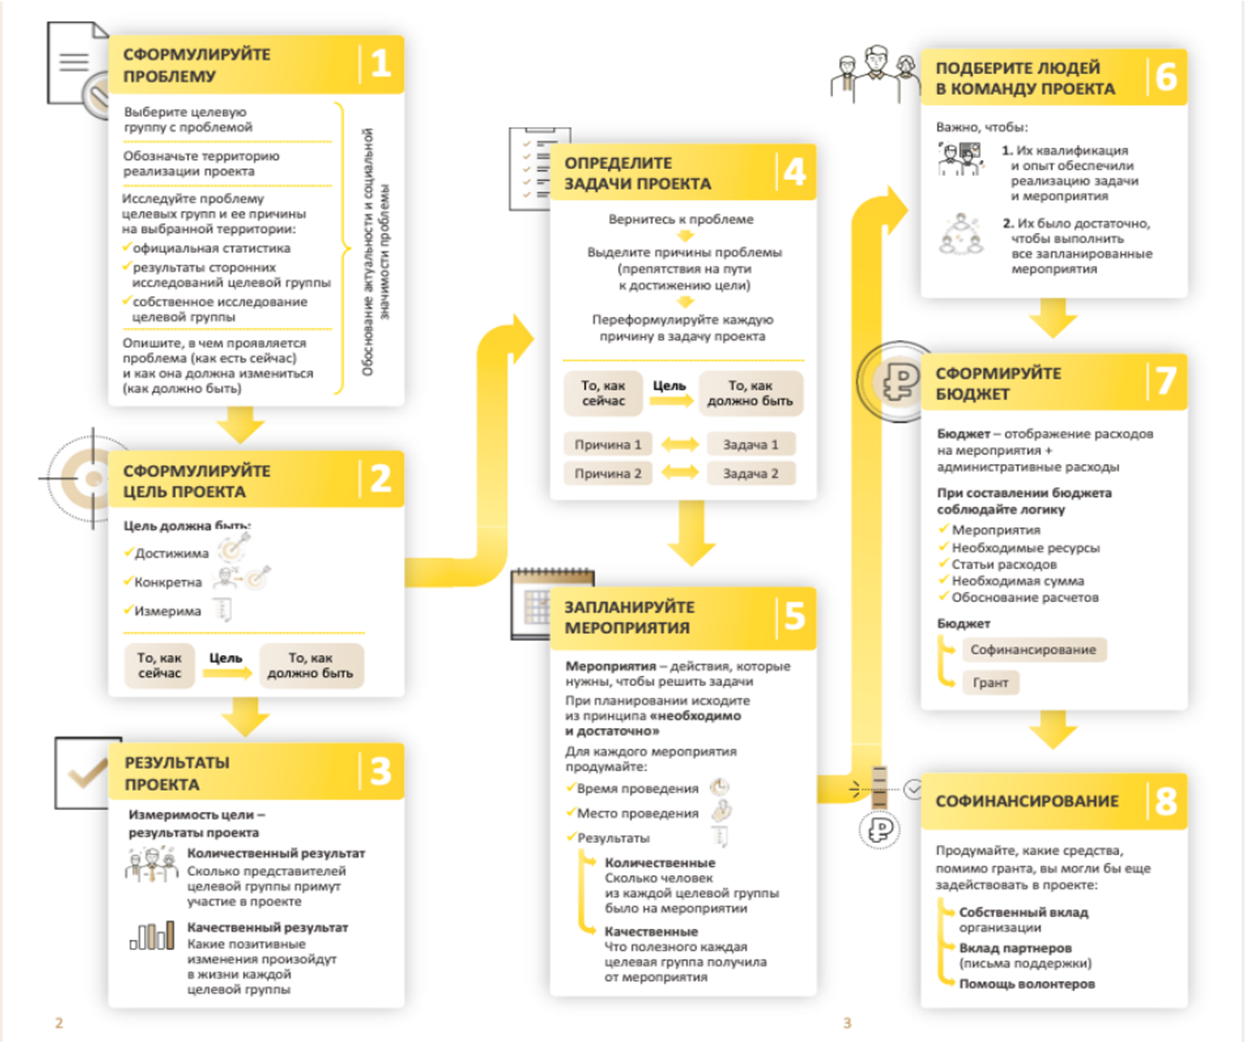 СФОРМУЛИРУЙТЕ
ПРОБЛЕМУ
1
Выберите целевую
группу с проблемой
Обозначьте территорию
реализации проекта
Исследуйте проблему
целевых групп и ее причины
на выбранной территории:
официальная статистика
результаты сторонних
исследований целевой группы
собственное исследование
целевой группы
Опишите, в чем проявляется
проблема (как есть сейчас)
и как она должна измениться
(как должно быть)
Обоснование актуальности и социальной
значимости проблемы
СФОРМУЛИРУЙТЕ
ЦЕЛЬ ПРОЕКТА
2
Цель должна быть:
Достижима
Конкретна
Измерима
То, как
сейчас
Цель
То, как
должно быть
РЕЗУЛЬТАТЫ
ПРОЕКТА
3
Измеримость цели –
результаты проекта
Количественный результат
Сколько представителей
целевой группы примут
участие в проекте
Качественный результат
Какие позитивные
изменения произойдут
в жизни каждой
целевой группы
2
ОПРЕДЕЛИТЕ
ЗАДАЧИ ПРОЕКТА
4
Вернитесь к проблеме
Выделите причины проблемы
(препятствия на пути
к достижению цели)
Переформулируйте каждую
причину в задачу проекта
То, как
сейчас
Цель
То, как
должно быть
Причина 1
Задача 1
Причина 2
Задача 2
ЗАПЛАНИРУЙТЕ
МЕРОПРИЯТИЯ
5
Мероприятия – действия, которые
нужны, чтобы решить задачи
При планировании исходите
из принципа «необходимо
и достаточно»
Для каждого мероприятия
продумайте:
Время проведения
Место проведения
Результаты
Количественные
Сколько человек
из каждой целевой группы
было на мероприятии
Качественные
Что полезного каждая
целевая группа получила
от мероприятия
ПОДБЕРИТЕ ЛЮДЕЙ
В КОМАНДУ ПРОЕКТА
6
Важно, чтобы:
1. Их квалификация
и опыт обеспечили
реализацию задачи
и мероприятия
2. Их было достаточно,
чтобы выполнить
все запланированные
мероприятия
СФОРМИРУЙТЕ
БЮДЖЕТ
7
₽
Бюджет – отображение расходов
на мероприятия +
административные расходы
При составлении бюджета
соблюдайте логику
Мероприятия
Необходимые ресурсы
Статьи расходов
Необходимая сумма
Обоснование расчетов
Бюджет
Софинансирование
Грант
СОФИНАНСИРОВАНИЕ
8
₽
Продумайте, какие средства,
помимо гранта, вы могли бы еще
задействовать в проекте:
Собственный вклад
организации
Вклад партнеров
(письма поддержки)
Помощь волонтеров
3